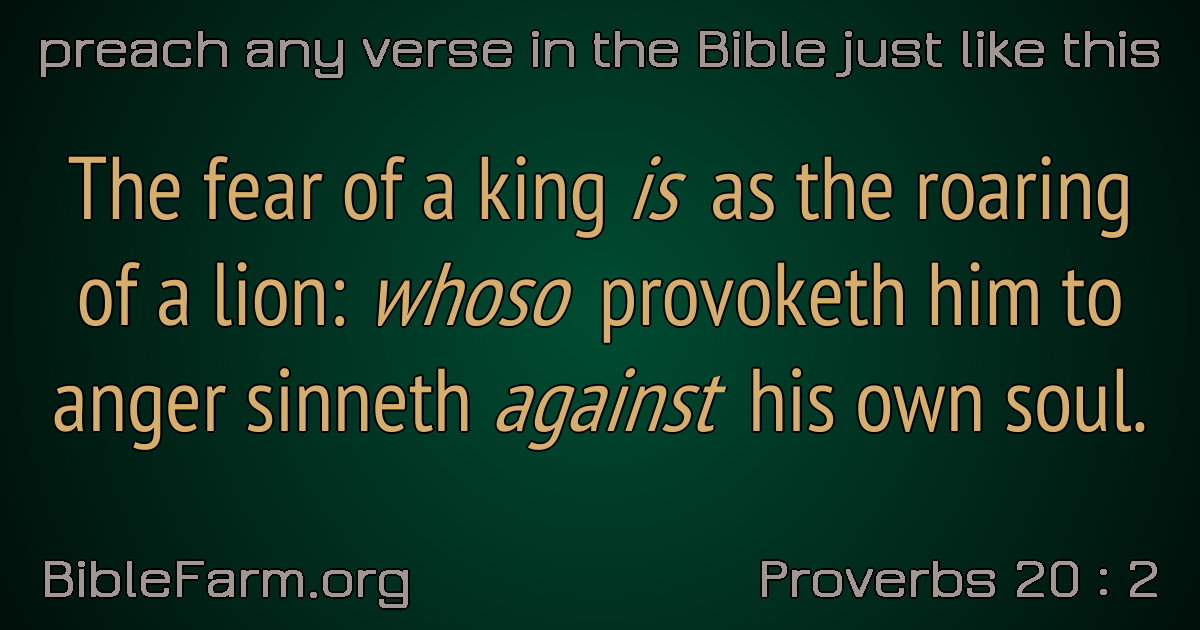 preach any verse in the Bible just like this
The fear of a king is as the roaring
of a lion: whoso provoketh him to
anger sinneth against his own soul.
BibleFarm.org
Proverbs 20 : 2